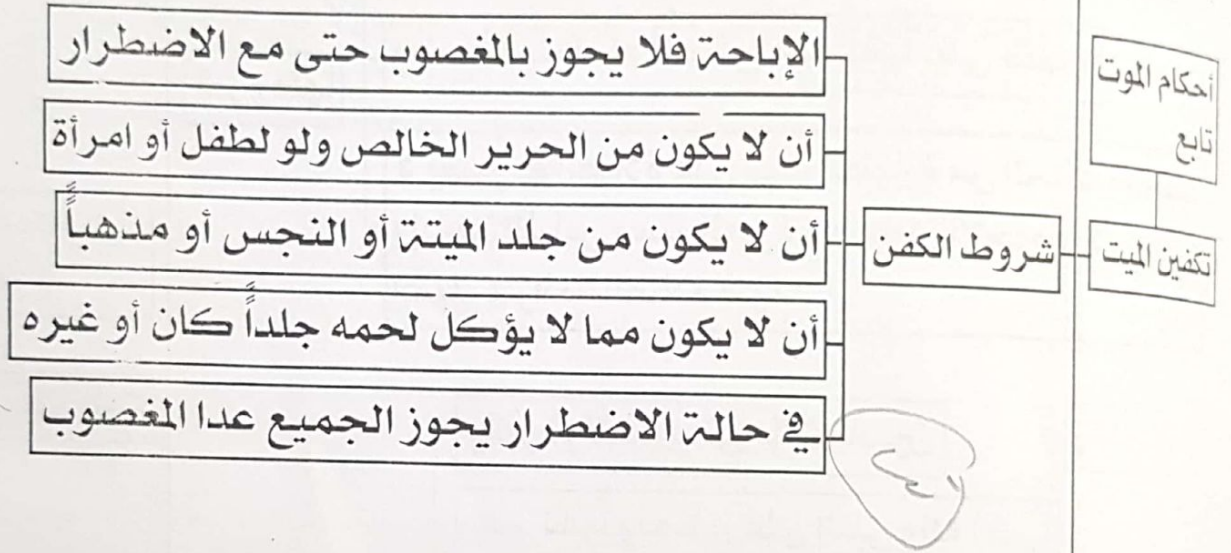 أحكام الموت
تابع
تكفين الميت
شروط الكفن
الإباحة فلا يجوز بالمغصوب حتى مع الاضطرار
أن لا يكون من الحرير الخالص ولو لطفل أو امرأة
أن لا يكون من جلد الميتة أو النجس أو مذهباً
أن لا يكون مما لا يؤكل لحمه جلداً كان أو غيره
في حالة الاضطرار يجوز الجميع عدا المغصوب